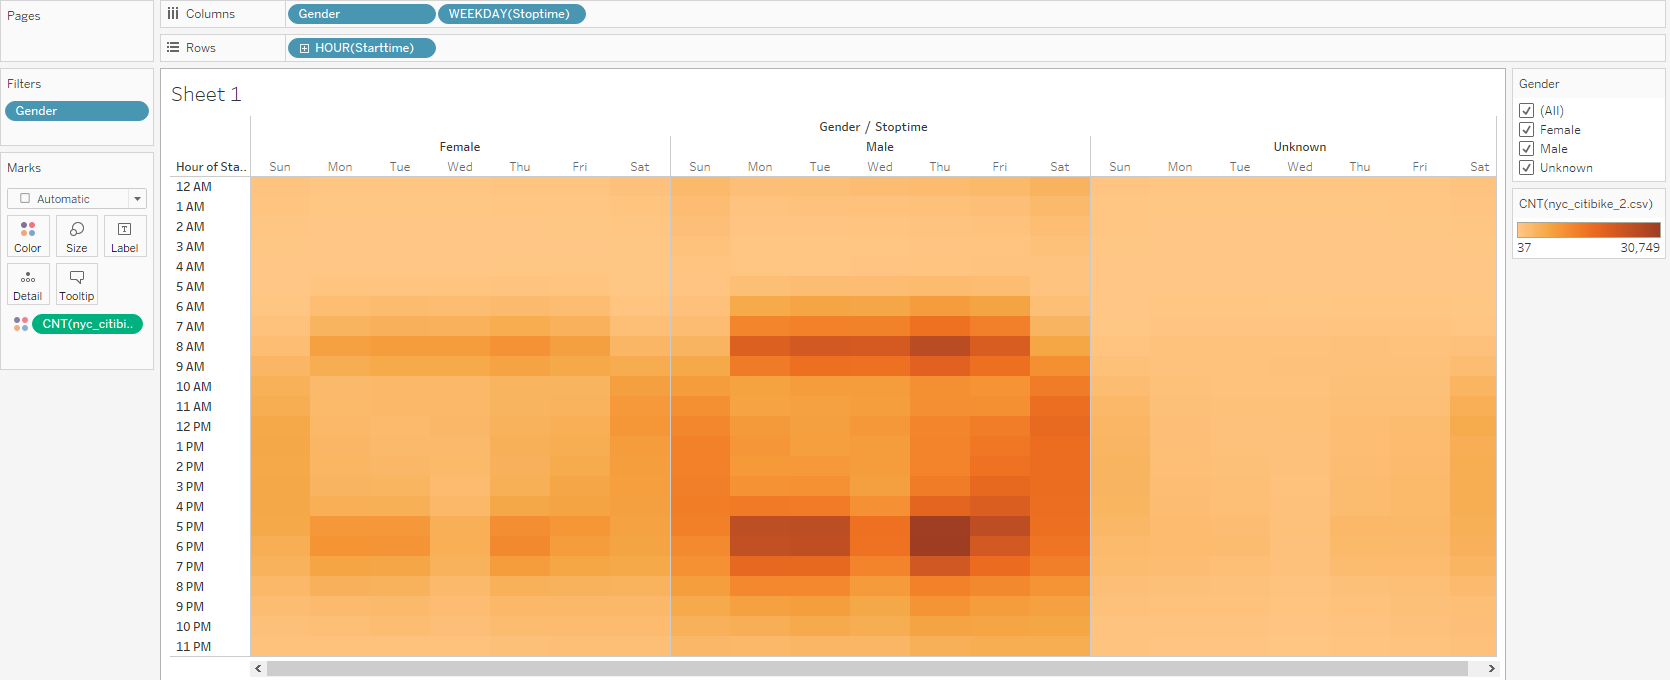 Pages
Columns
Gender
WEEKDAY(Stoptime)
Rows
HOUR(Starttime)
Filters
Gender
Marks
Automatic
Color
Size
Label
Detail
Tooltip
CNT(nyc_citibi..
Sheet 1
Gender / Stoptime
Female
Male
Unknown
Hour of Sta..
Sun
Mon
Tue
Wed
Thu
Fri
Sat
Sun
Mon
Tue
Wed
Thu
Fri
Sat
Sun
Mon
Tue
Wed
Thu
Fri
Sat
12 AM
1 AM
2 AM
3 AM
4 AM
5 AM
6 AM
7 AM
8 AM
9 AM
10 AM
11 AM
12 PM
1 PM
2 PM
3 PM
4 PM
5 PM
6 PM
7 PM
8 PM
9 PM
10 PM
11 PM
Gender
(All)
Female
Male
Unknown
CNT(nyc_citibike_2.csv)
37
30,749